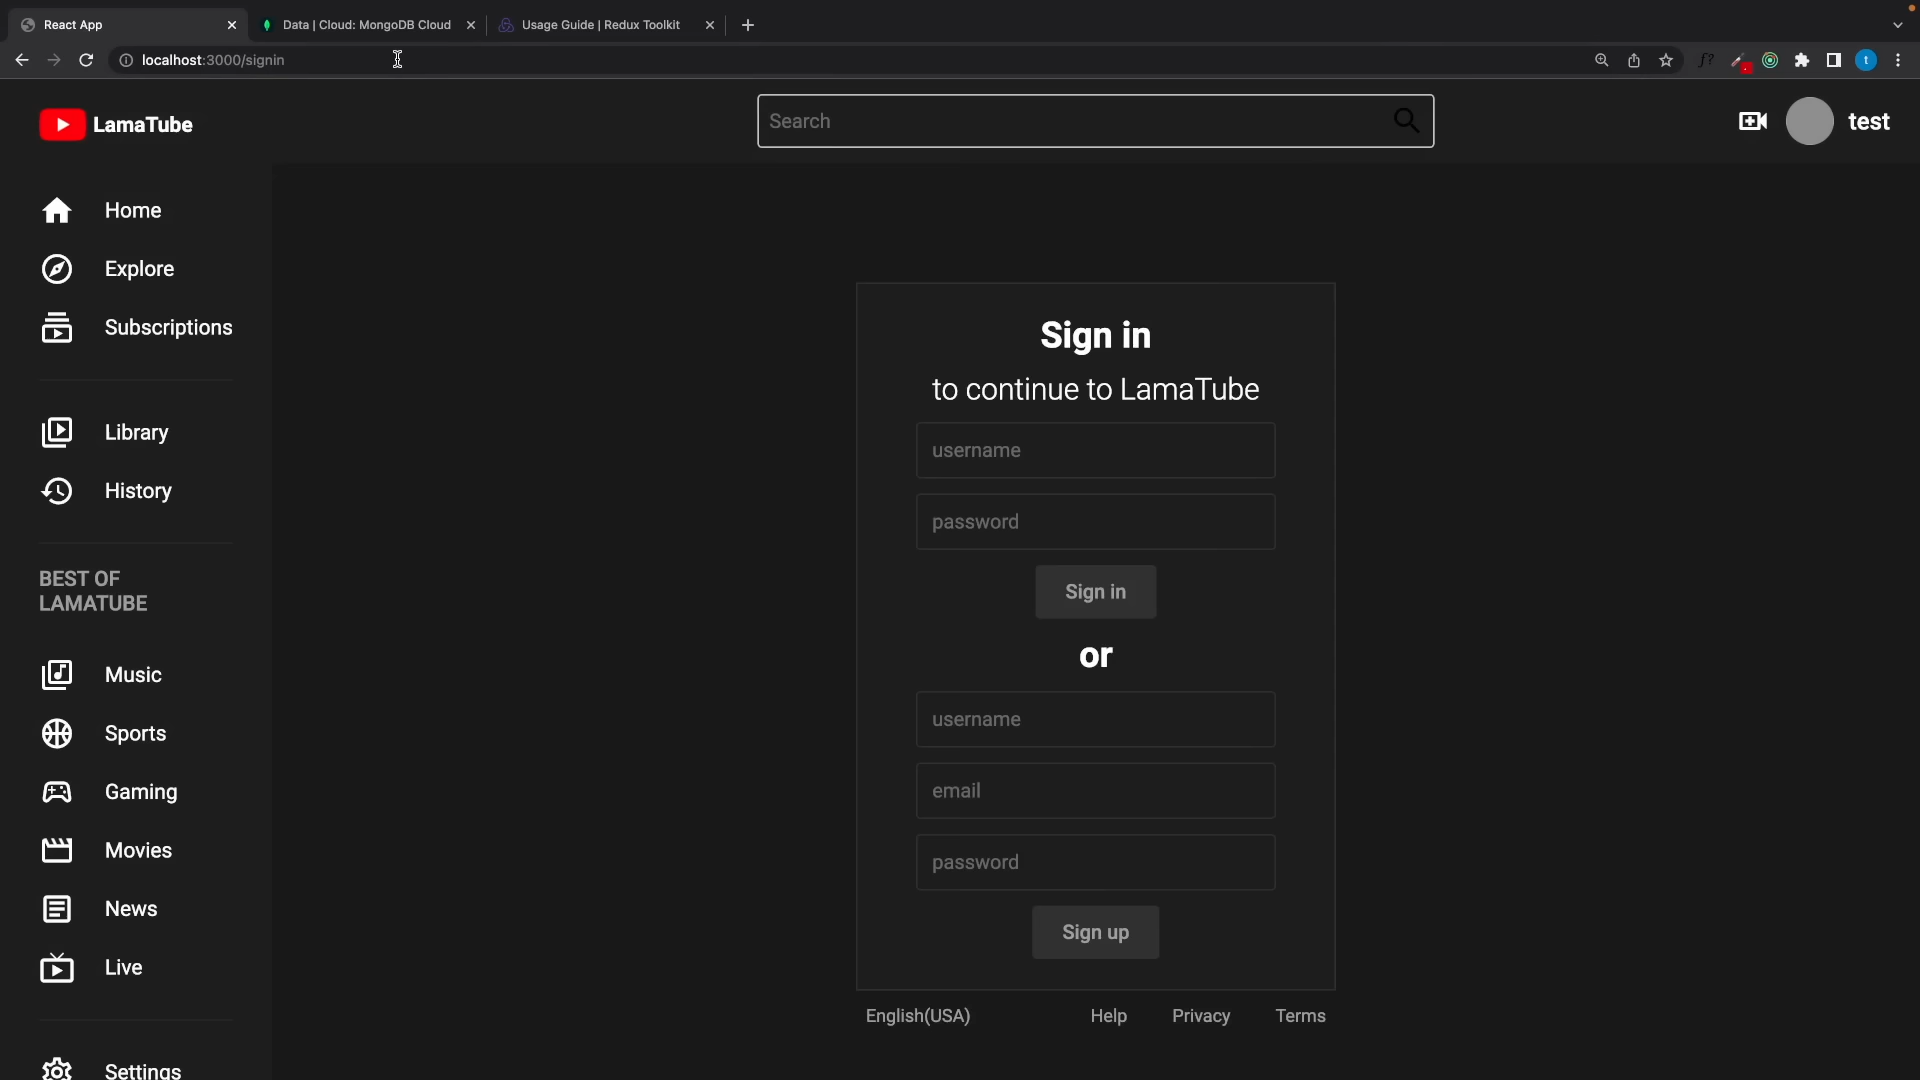 React App
Data | Cloud: MongoDB Cloud
Usage Guide | Redux Toolkit
localhost:3000/signin
f?
t
LamaTube
Search
test
Home
Explore
Subscriptions
Library
History
BEST OF
LAMATUBE
Music
Sports
Gaming
Movies
News
Live
Settings
Sign in
to continue to LamaTube
username
password
Sign in
or
username
email
password
Sign up
English(USA)
Help
Privacy
Terms